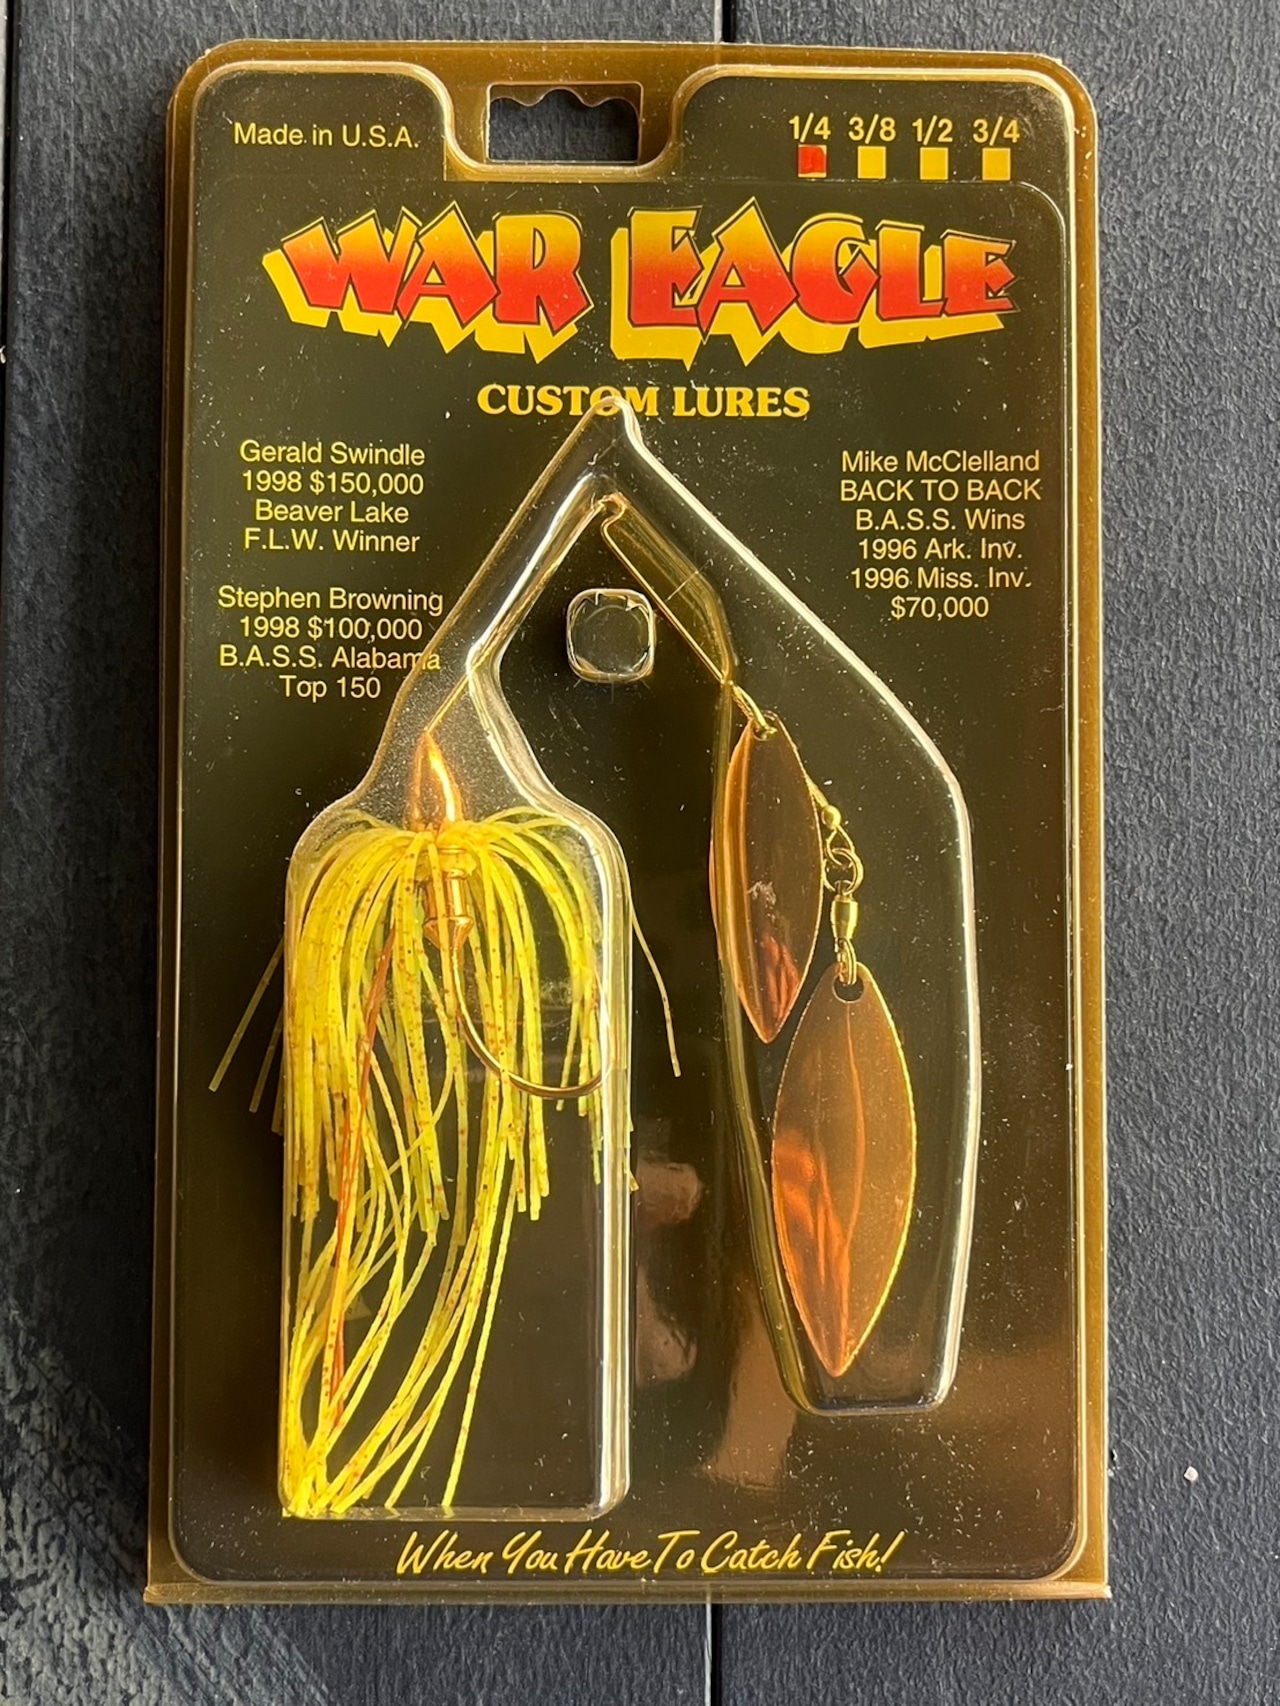 Made in U.S.A.
1/4 3/8 1/2 3/4
WAR EAGLE
CUSTOM LURES
Gerald Swindle
1998 $150,000
Beaver Lake
F.L.W. Winner
Stephen Browning
1998 $100,000
B.A.S.S. Alabama
Top 150
Mike McClelland
BACK TO BACK
B.A.S.S. Wins
1996 Ark. Inv.
1996 Miss. Inv.
$70,000
When You Have To Catch Fish!